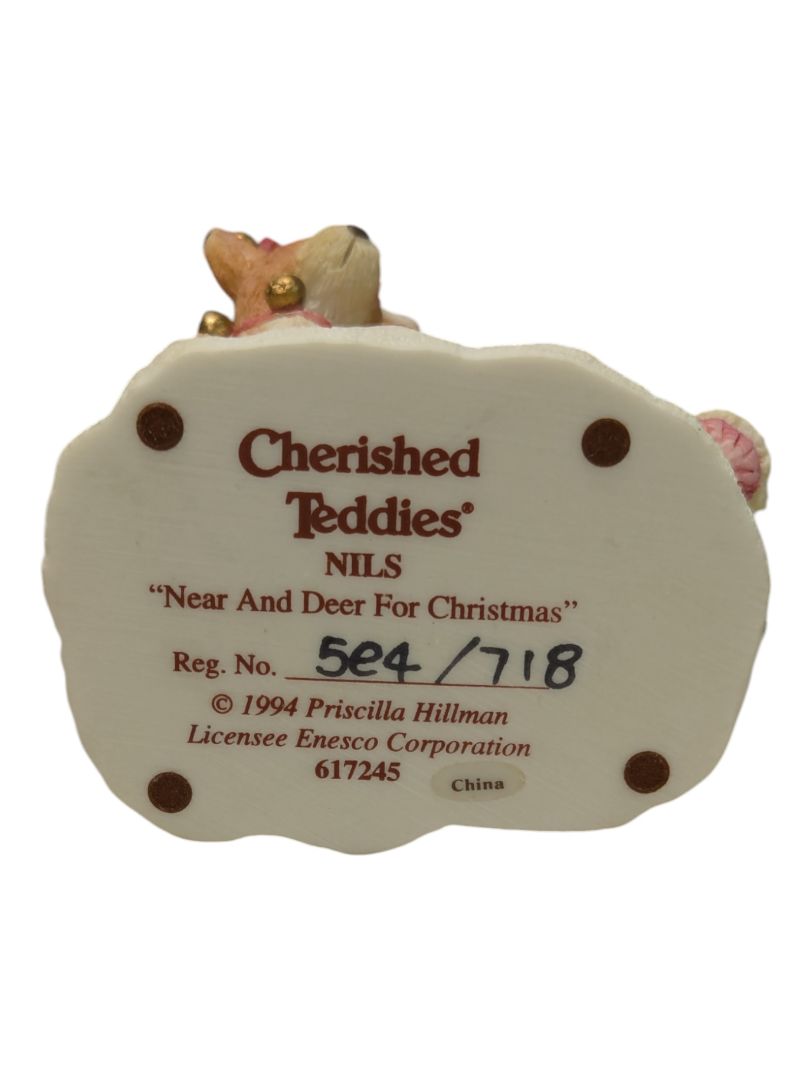 Cherished
Teddies®
NILS
“Near And Deer For Christmas”
Reg. No. 5e4/718
© 1994 Priscilla Hillman
Licensee Enesco Corporation
617245
China